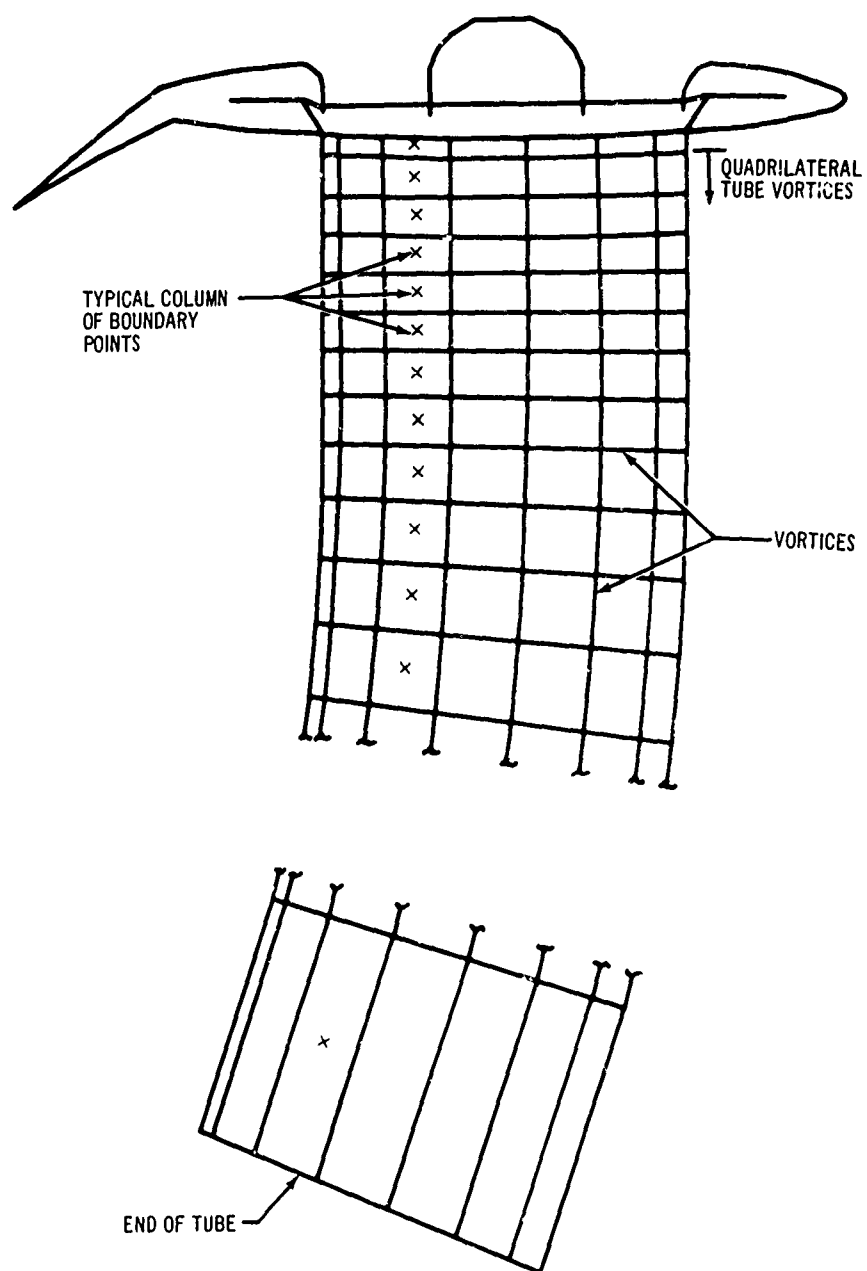 QUADRILATERAL
TUBE VORTICES
TYPICAL COLUMN
OF BOUNDARY
POINTS
VORTICES
END OF TUBE